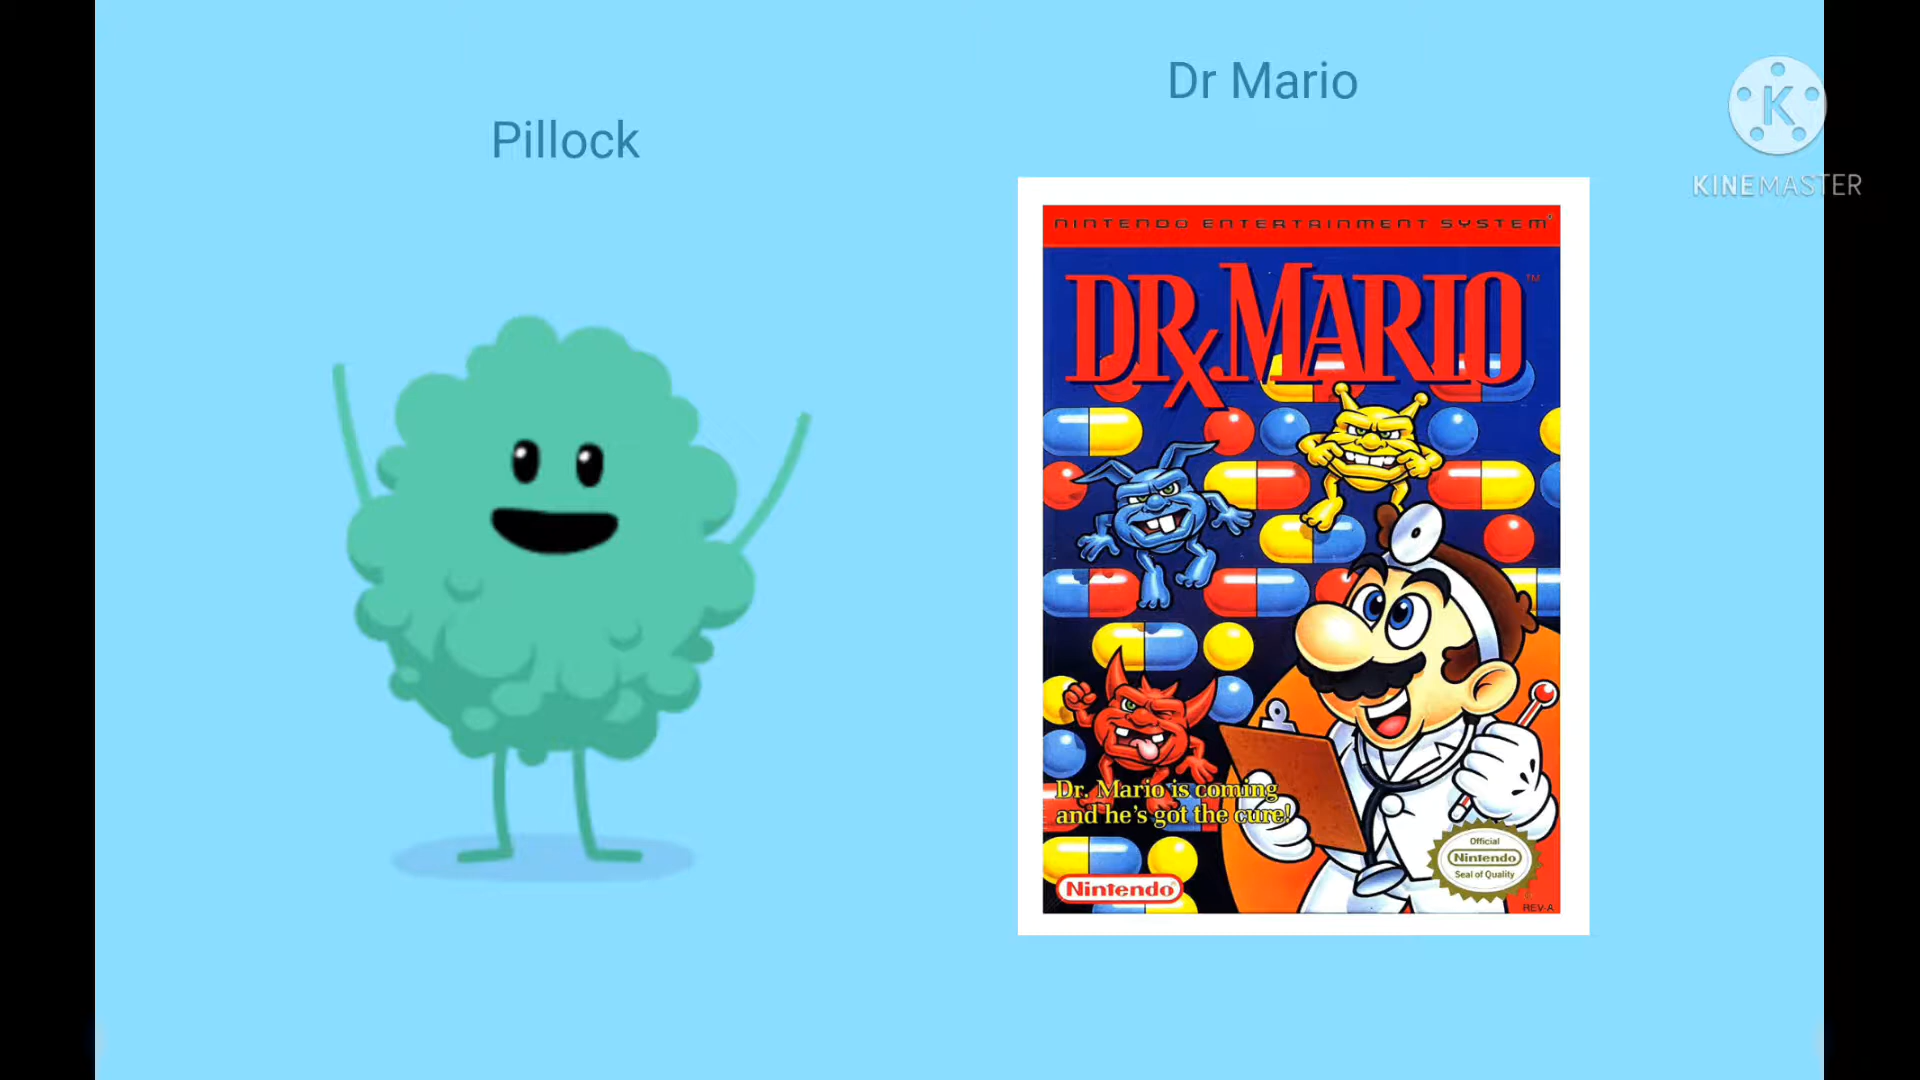 Pillock
Dr Mario
KINEMASTER
NINTENDO ENTERTAINMENT SYSTEM
DR.MARIO
TM
Dr. Mario is coming
and he's got the cure!
Nintendo
Official
Nintendo
Seal of Quality
REV-A